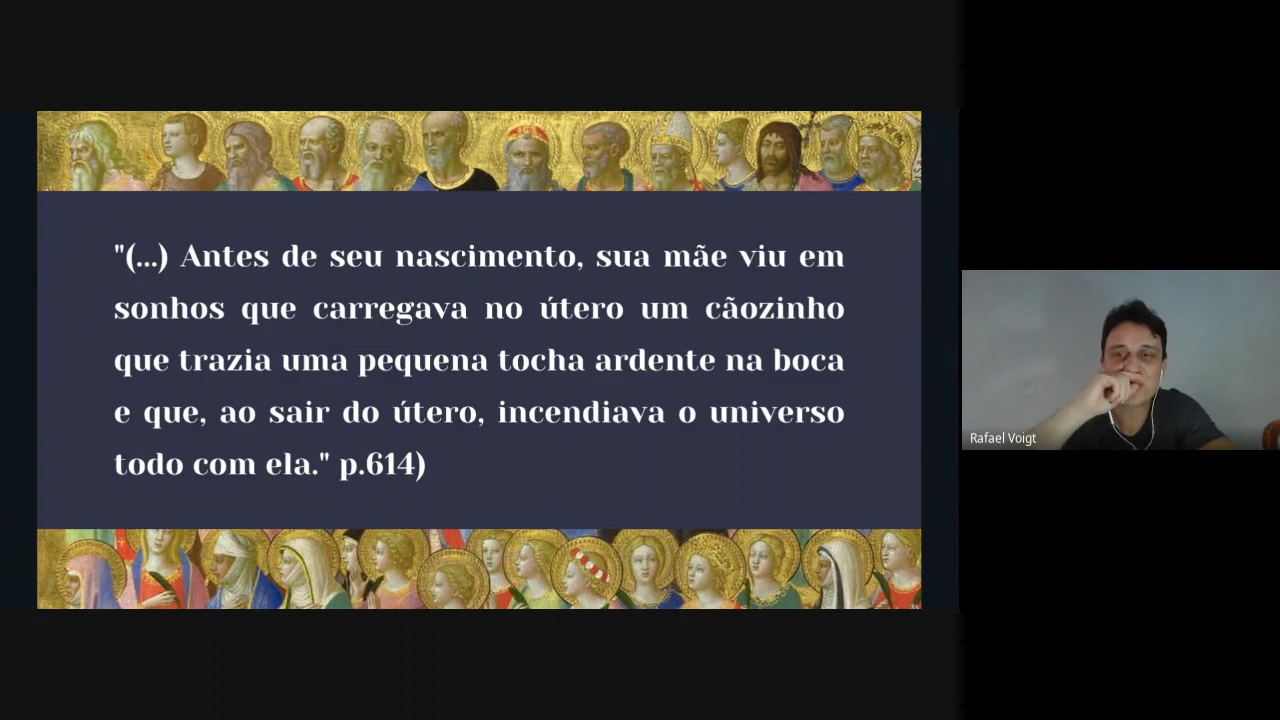 "(...) Antes de seu nascimento, sua mãe viu em
sonhos que carregava no útero um cãozinho
que trazia uma pequena tocha ardente na boca
e que, ao sair do útero, incendiava o universo
todo com ela." p.614)
Rafael Voigt